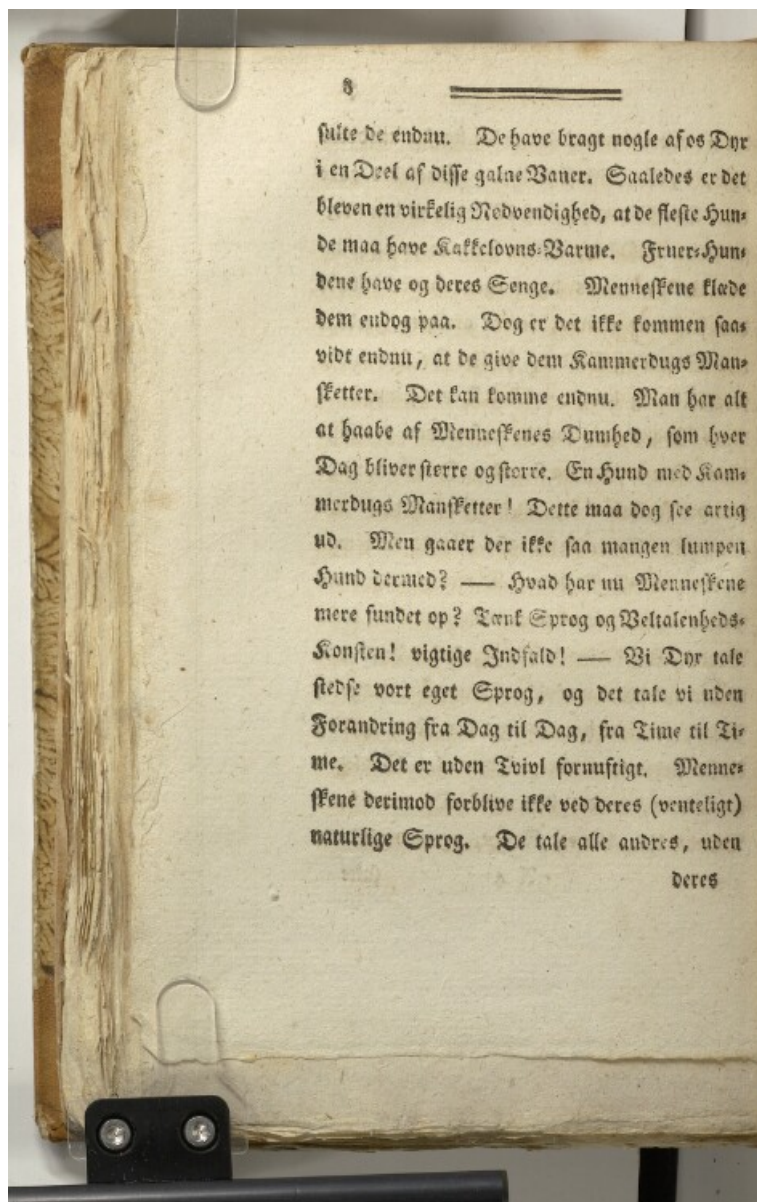 8
sulte de endnu. De have bragt nogle af os Dyr
i en Deel af disse galne Vaner. Saaledes er det
bleven en virkelig Nødvendighed, at de fleste Hun-
de maa have Kakkelovns-Varme. Fruer-Hun-
dene have og deres Senge. Menneskene klæde
dem endog paa. Dog er det ikke kommen saa-
vidt endnu, at de give dem Kammerdugs Man-
sketter. Det kan komme endnu. Man har alt
at haabe af Menneskenes Dumhed, som hver
Dag bliver større og større. En Hund med Kam-
merdugs Mansketter! Dette maa dog see artig
ud. Men gaaer der ikke saa mangen lumpen
Hund dermed? — Hvad har nu Menneskene
mere fundet op? Tænk Sprog og Veltalenheds-
Konsten! vigtige Indfald! — Vi Dyr tale
stedse vort eget Sprog, og det tale vi uden
Forandring fra Dag til Dag, fra Time til Ti-
me. Det er uden Tvivl fornuftigt. Menne-
skene derimod forblive ikke ved deres (venteligt)
naturlige Sprog. De tale alle andres, uden
deres